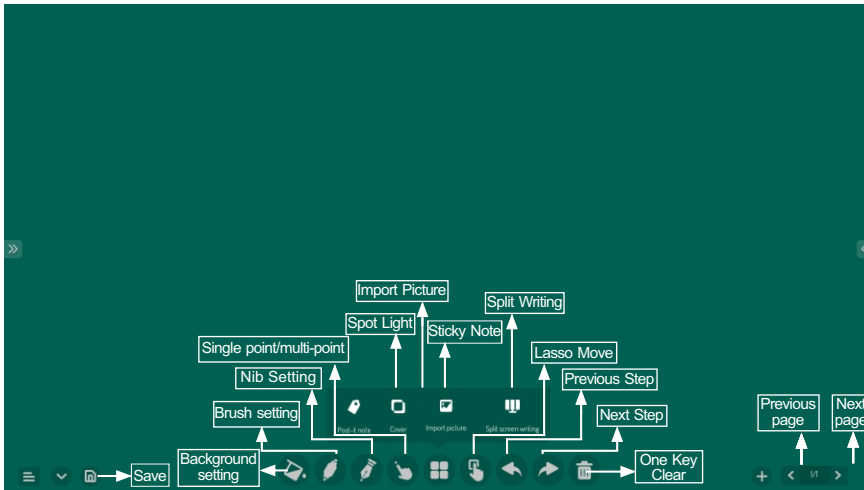 Import Picture
Split Writing
Spot Light
Sticky Note
Single point/multi-point
Lasso Move
Nib Setting
Previous Step
Brush setting
Next Step
Previous
page
Next
page
Post-it note
Cover
Import picture
Split screen writing
Background
setting
Save
One Key
Clear
1/1